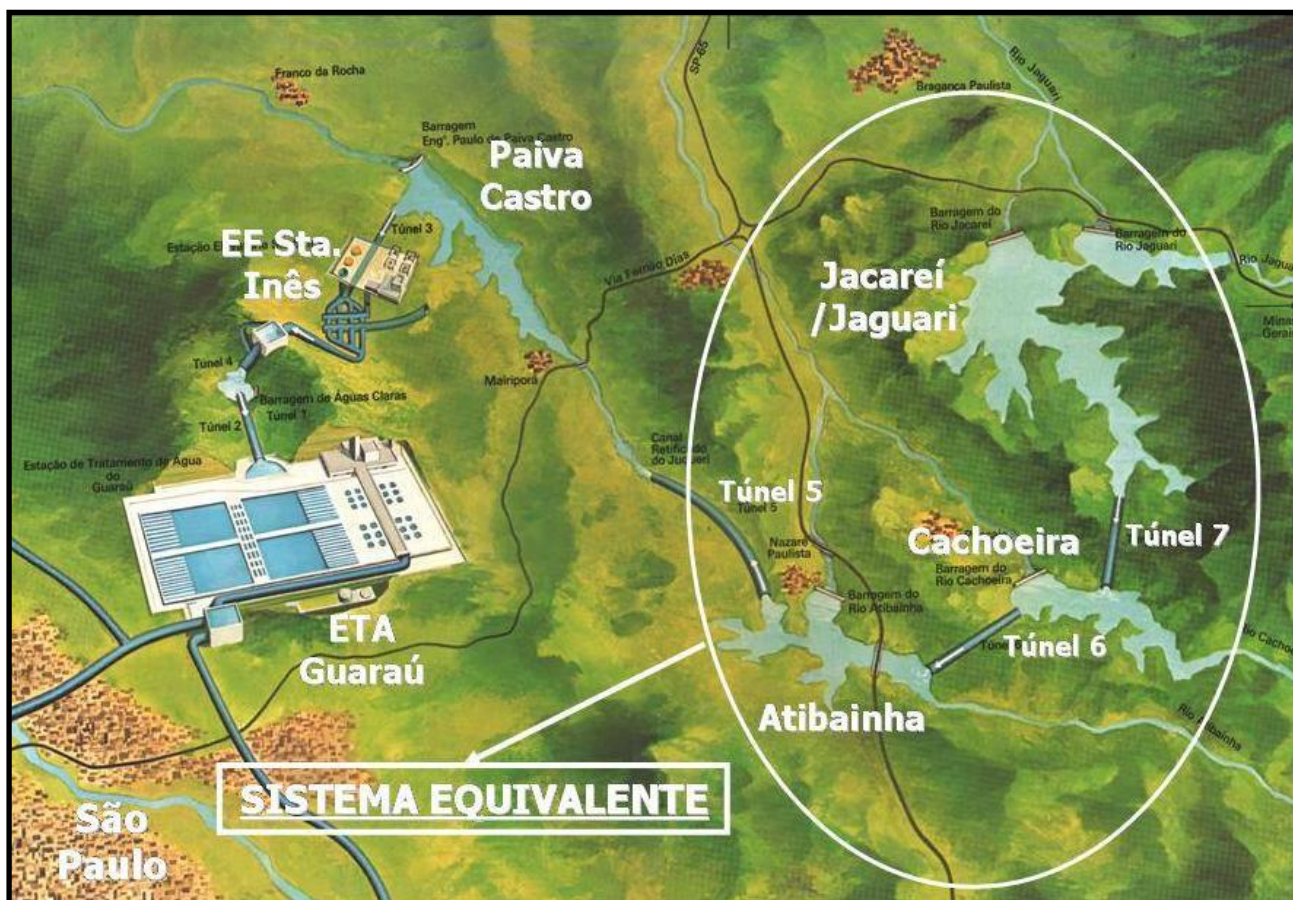 Franco da Rocha
Barragem
Engº. Paulo de Paiva Castro
Paiva
Castro
Túnel 3
EE Sta.
Inês
Túnel 4
Barragem de Águas Claras
Túnel 1
Túnel 2
Estação de Tratamento de Água
do
Guaraú
ETA
Guaraú
São
Paulo
SP-65
Via Fernão Dias
Mairiporã
Canal
Retificado
do Juqueri
Túnel 5
Túnel 5
Nazaré
Paulista
Barragem do
Rio Atibainha
Atibainha
SISTEMA EQUIVALENTE
Bragança Paulista
Rio Jaguari
Barragem do
Rio Jacareí
Barragem do
Rio Jaguari
Jacareí
/Jaguari
Minas
Gerais
Túnel 7
Cachoeira
Barragem do
Rio Cachoeira
Túnel 6
Rio Atibainha